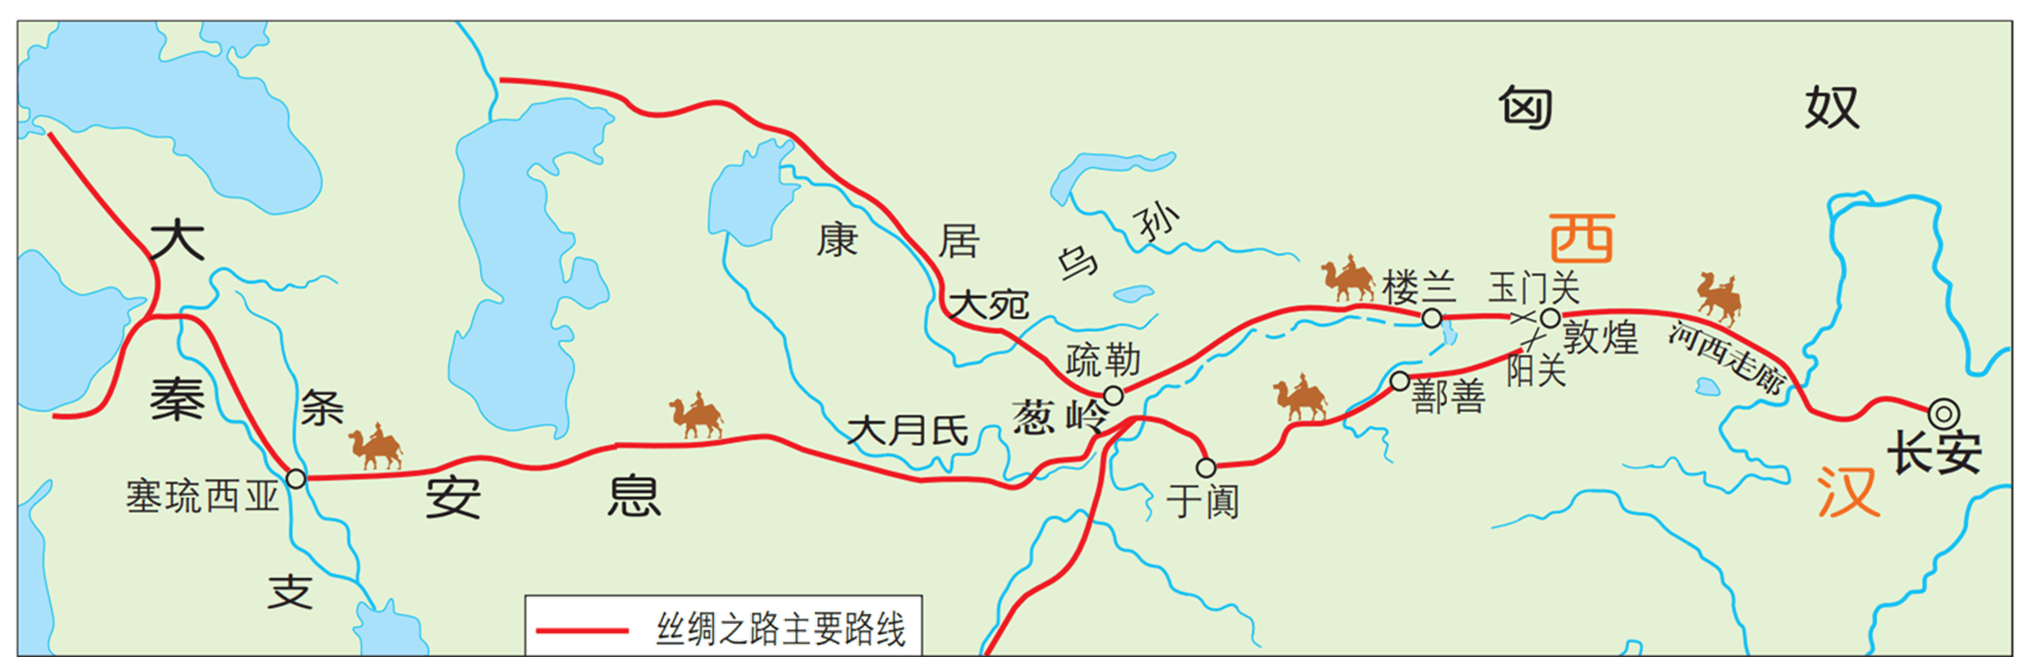 匈奴
西汉
大秦
康居
乌孙
大宛
疏勒
葱岭
楼兰
玉门关
敦煌
阳关
河西走廊
鄯善
长安
于阗
大月氏
条支
塞琉西亚
安息
丝绸之路主要路线